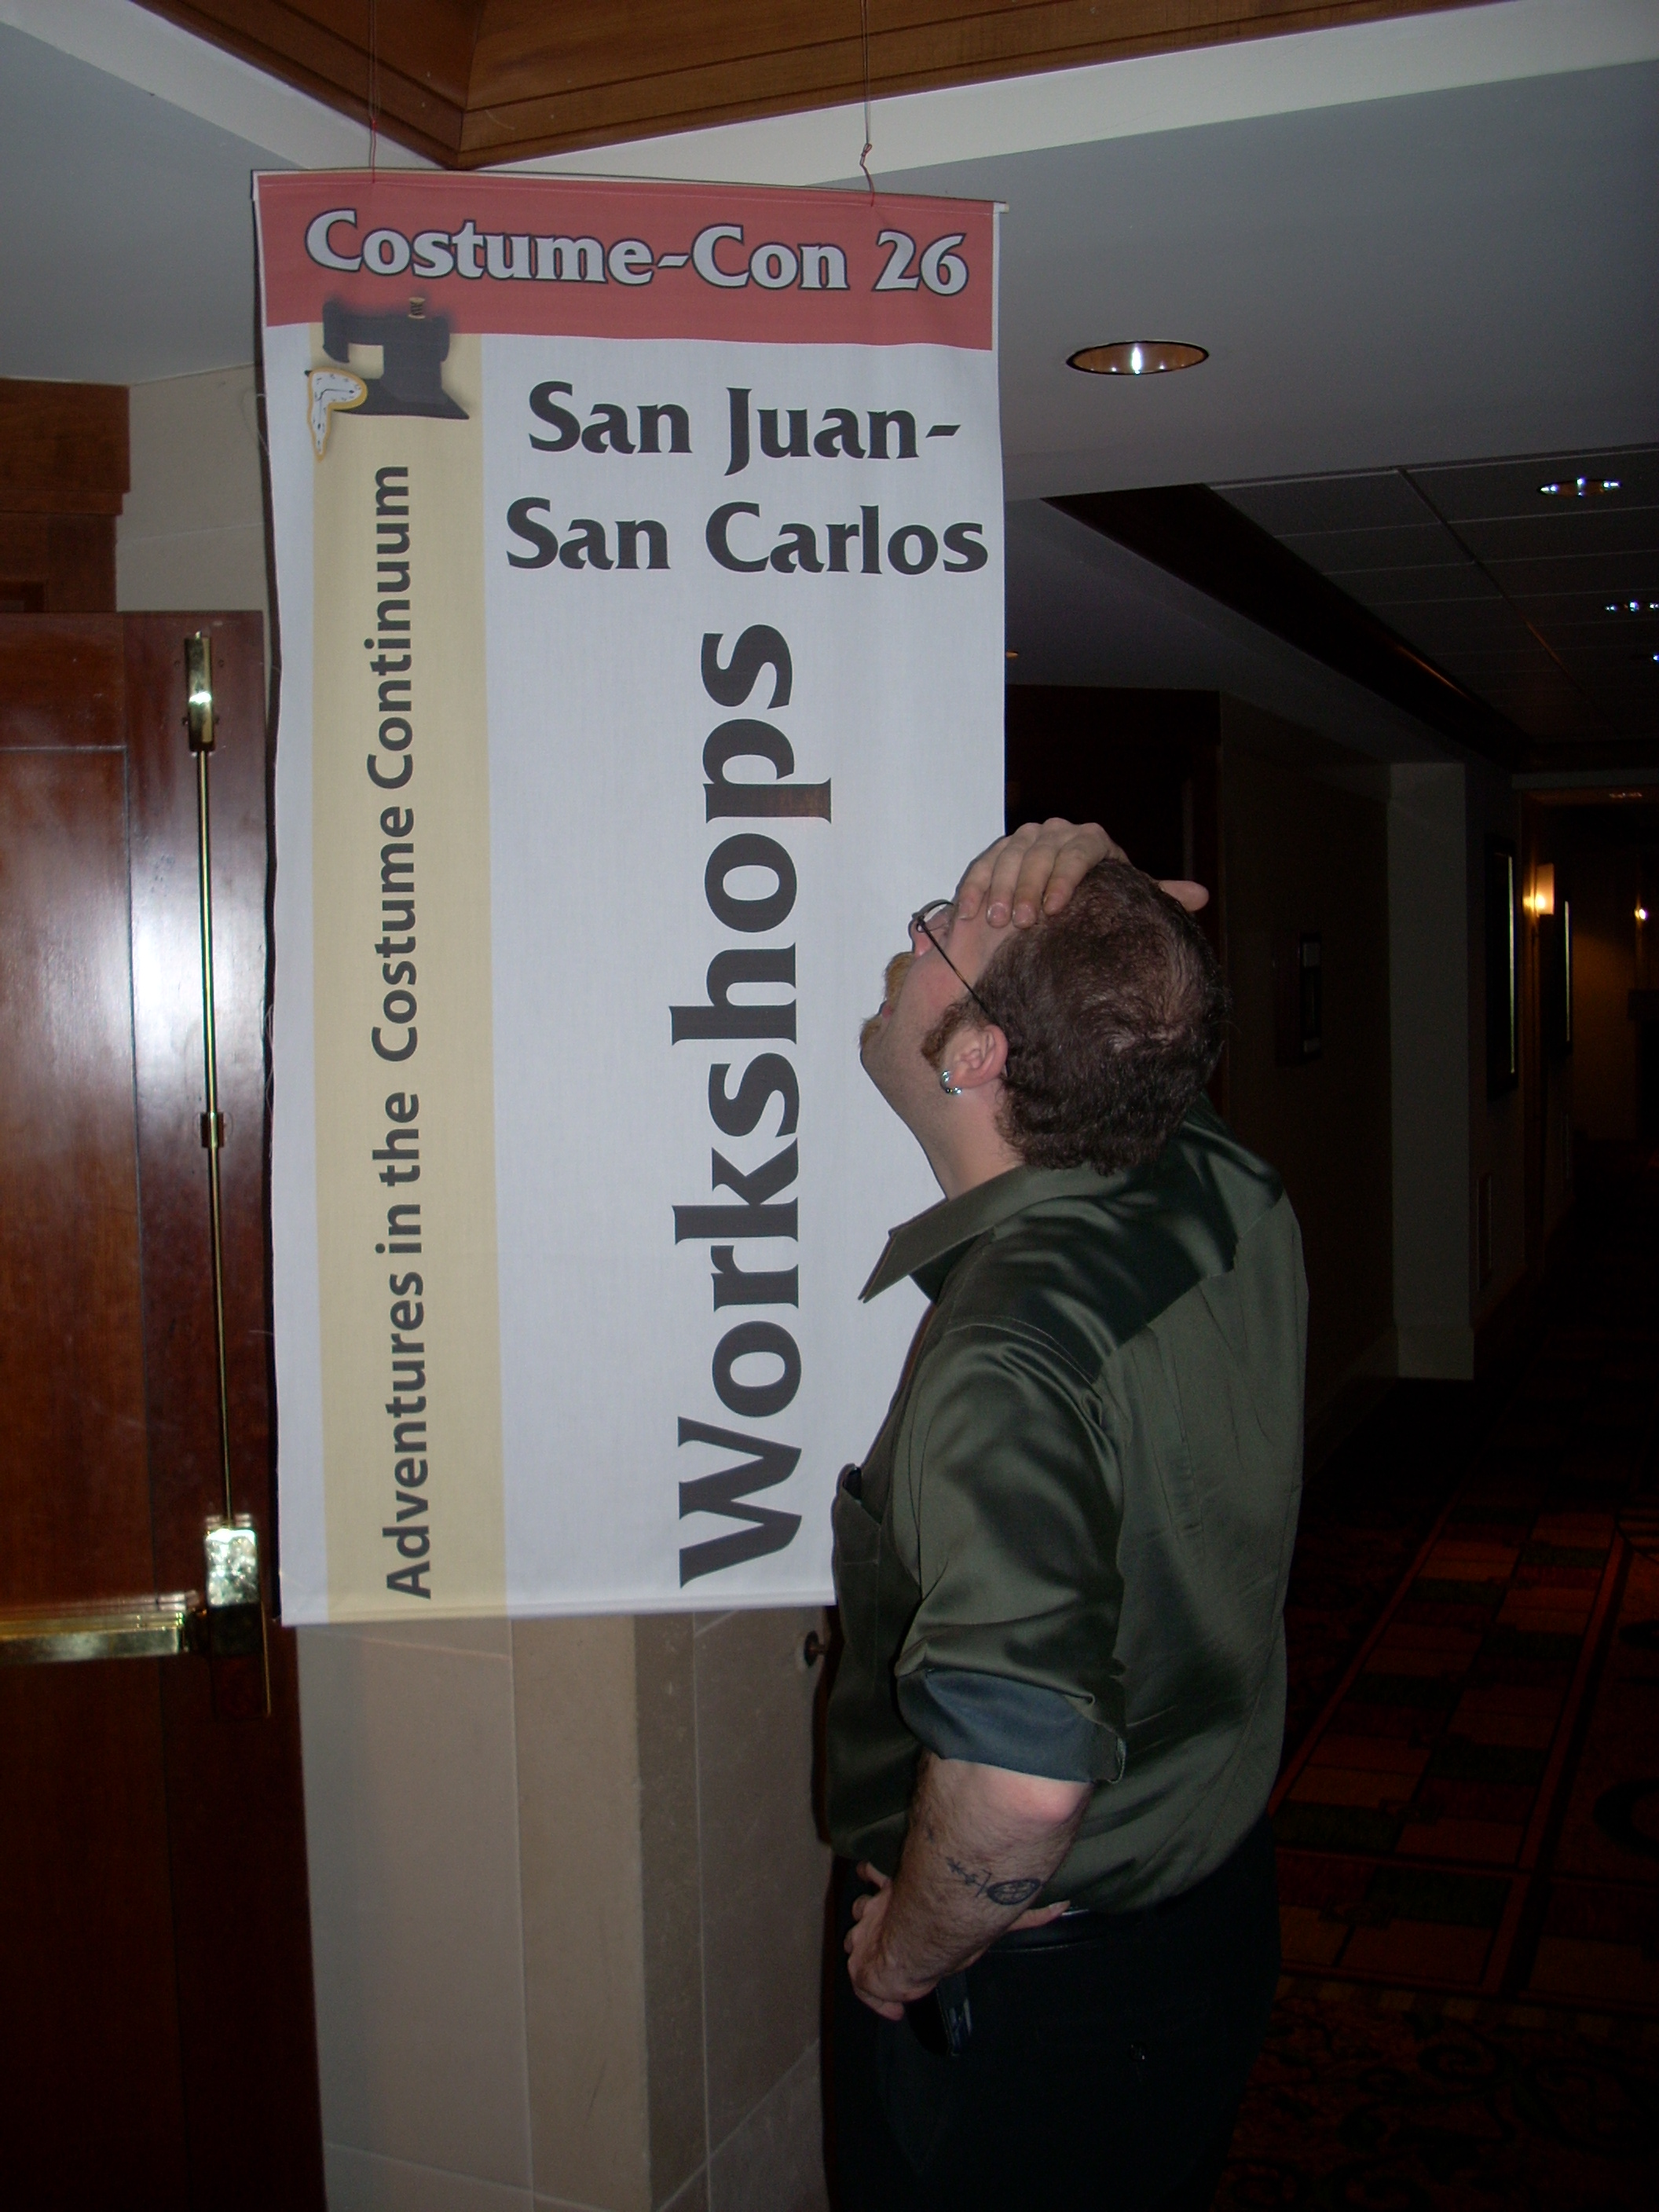 Costume-Con 26
San Juan-
San Carlos
Workshops
Adventures in the Costume Continuum